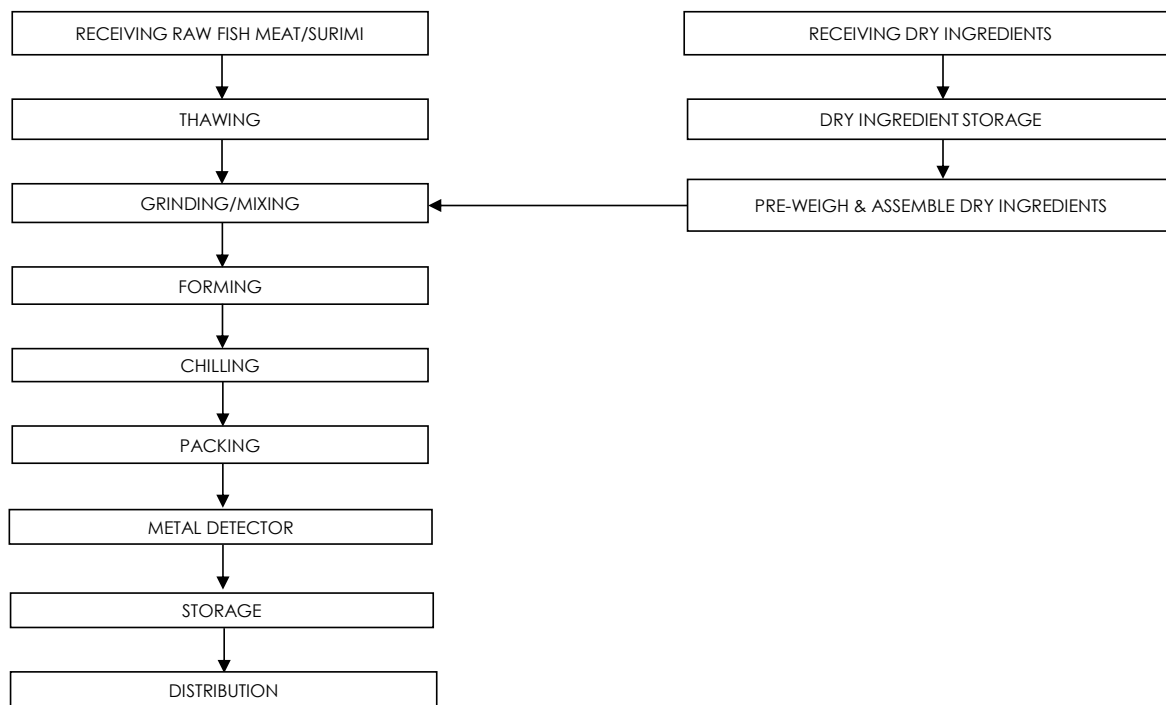 RECEIVING RAW FISH MEAT/SURIMI
THAWING
GRINDING/MIXING
FORMING
CHILLING
PACKING
METAL DETECTOR
STORAGE
DISTRIBUTION
RECEIVING DRY INGREDIENTS
DRY INGREDIENT STORAGE
PRE-WEIGH & ASSEMBLE DRY INGREDIENTS